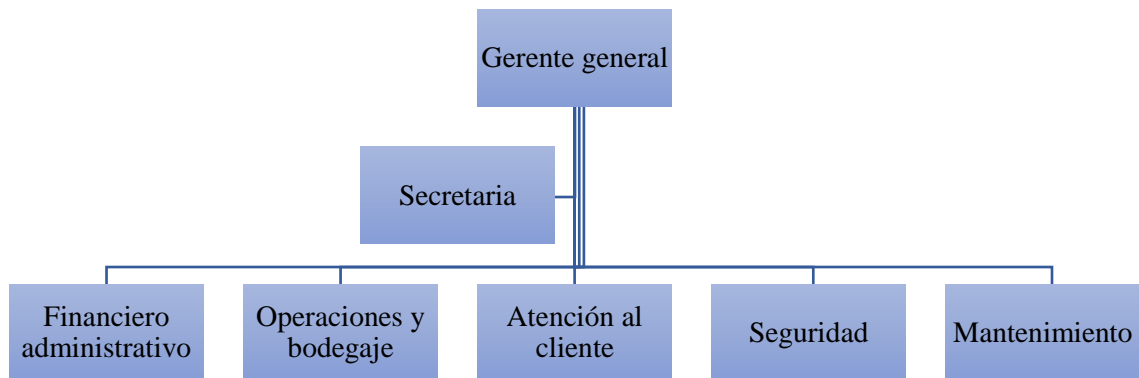 Gerente general
Secretaria
Financiero
administrativo
Operaciones y
bodegaje
Atención al
cliente
Seguridad
Mantenimiento